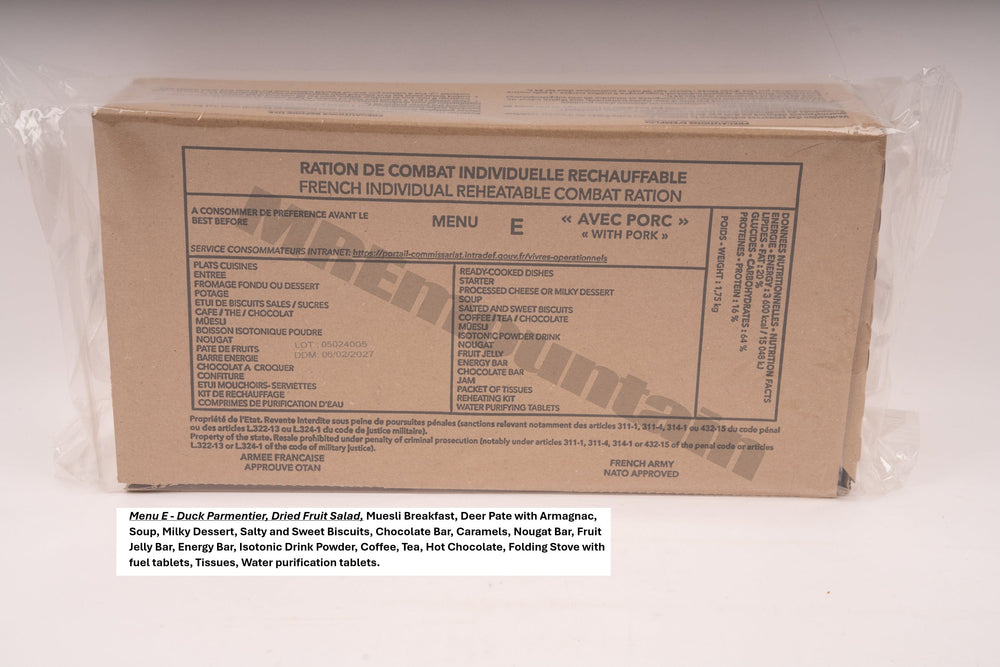 RATION DE COMBAT INDIVIDUELLE RECHAUFFABLE
FRENCH INDIVIDUAL REHEATABLE COMBAT RATION
A CONSOMMER DE PREFERENCE AVANT LE
BEST BEFORE
MENU E « AVEC PORC »
« WITH PORK »
SERVICE CONSOMMATEURS INTRANET: https://portail-commissariat.intradef.gouv.fr/vivres-operationnels
PLATS CUISINES
ENTREE
FROMAGE FONDU OU DESSERT
POTAGE
ETUI DE BISCUITS SALES / SUCRES
CAFE / THE / CHOCOLAT
MÜESLI
BOISSON ISOTONIQUE POUDRE
NOUGAT
PATE DE FRUITS
BARRE ENERGIE
CHOCOLAT A CROQUER
CONFITURE
ETUI MOUCHOIRS- SERVIETTES
KIT DE RECHAUFFAGE
COMPRIMES DE PURIFICATION D'EAU
LOT : 05024005
DDM: 06/02/2027
READY-COOKED DISHES
STARTER
PROCESSED CHEESE OR MILKY DESSERT
SOUP
SALTED AND SWEET BISCUITS
COFFEE / TEA / CHOCOLATE
MÜESLI
ISOTONIC POWDER DRINK
NOUGAT
FRUIT JELLY
ENERGY BAR
CHOCOLATE BAR
JAM
PACKET OF TISSUES
REHEATING KIT
WATER PURIFYING TABLETS
DONNEES NUTRITIONNELLES - NUTRITION FACTS
ENERGIE - ENERGY : 3 600 kcal / 15 048 kJ
LIPIDES - FAT : 20 %
GLUCIDES - CARBOHYDRATES : 64 %
PROTEINES - PROTEIN : 16 %
POIDS - WEIGHT : 1,75 kg
Propriété de l'Etat. Revente Interdite sous peine de poursuites pénales (sanctions relevant notamment des articles 311-1, 311-4, 314-1 ou 432-15 du code pénal
ou des articles L.322-13 ou L.324-1 du code de justice militaire).
Property of the state. Resale prohibited under penalty of criminal prosecution (notably under articles 311-1, 311-4, 314-1 or 432-15 of the penal code or articles
L.322-13 or L.324-1 of the code of military justice).
ARMEE FRANCAISE
APPROUVE OTAN
FRENCH ARMY
NATO APPROVED
MREmountain
Menu E - Duck Parmentier, Dried Fruit Salad, Muesli Breakfast, Deer Pate with Armagnac,
Soup, Milky Dessert, Salty and Sweet Biscuits, Chocolate Bar, Caramels, Nougat Bar, Fruit
Jelly Bar, Energy Bar, Isotonic Drink Powder, Coffee, Tea, Hot Chocolate, Folding Stove with
fuel tablets, Tissues, Water purification tablets.